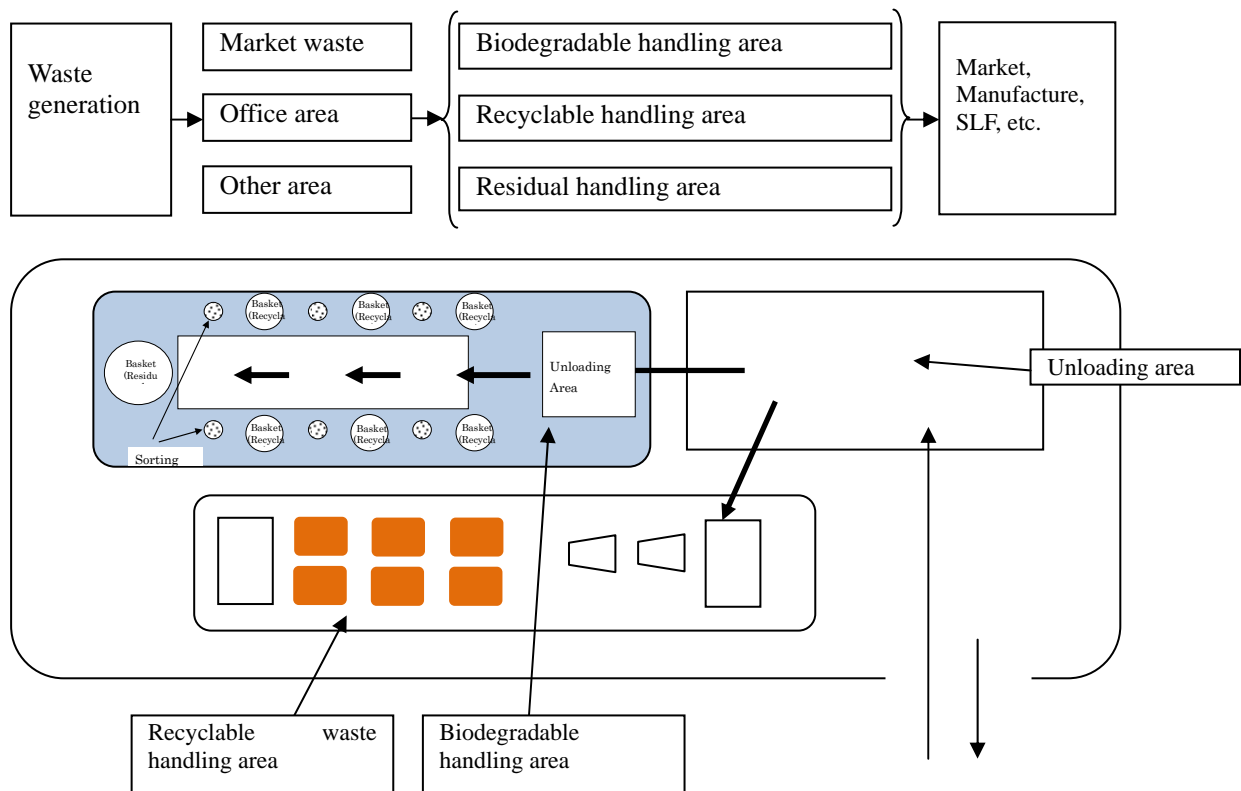 Waste
generation
Market waste
Office area
Other area
Biodegradable handling area
Recyclable handling area
Residual handling area
Market,
Manufacture,
SLF, etc.
Basket
(Recycla
Basket
(Recycla
Basket
(Recycla
Basket
(Residu
Unloading
Area
Unloading area
Basket
(Recycla
Basket
(Recycla
Basket
(Recycla
Sorting
Recyclable waste
handling area
Biodegradable
handling area